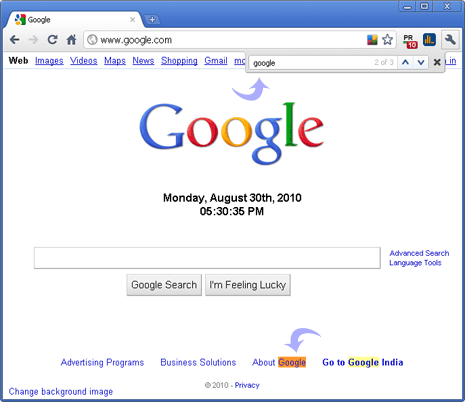 Google
www.google.com
PR
10
Web Images Videos Maps News Shopping Gmail
google 2 of 3
Google
Monday, August 30th, 2010
05:30:35 PM
Advanced Search
Language Tools
Google Search I'm Feeling Lucky
Advertising Programs Business Solutions About Google Go to Google India
© 2010 - Privacy
Change background image